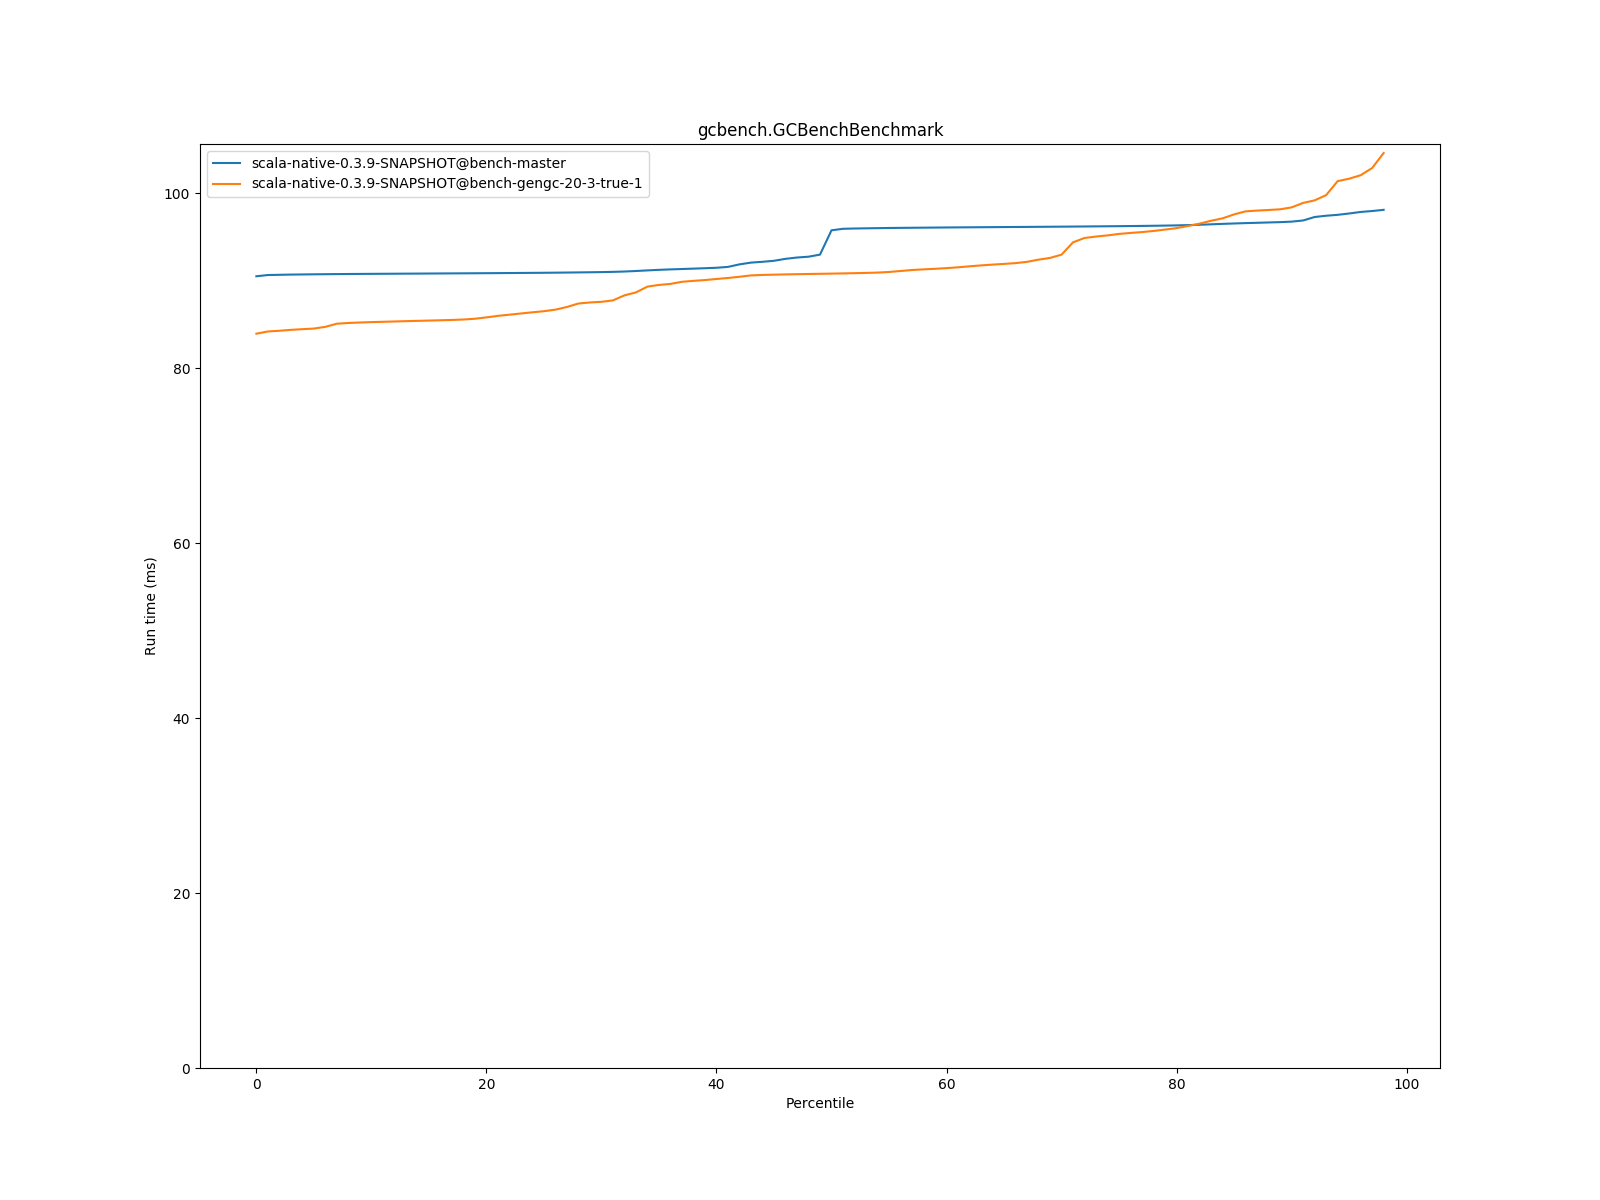 gcbench.GCBenchBenchmark
scala-native-0.3.9-SNAPSHOT@bench-master
scala-native-0.3.9-SNAPSHOT@bench-gengc-20-3-true-1
100
80
60
40
20
0
Run time (ms)
0 20 40 60 80 100
Percentile